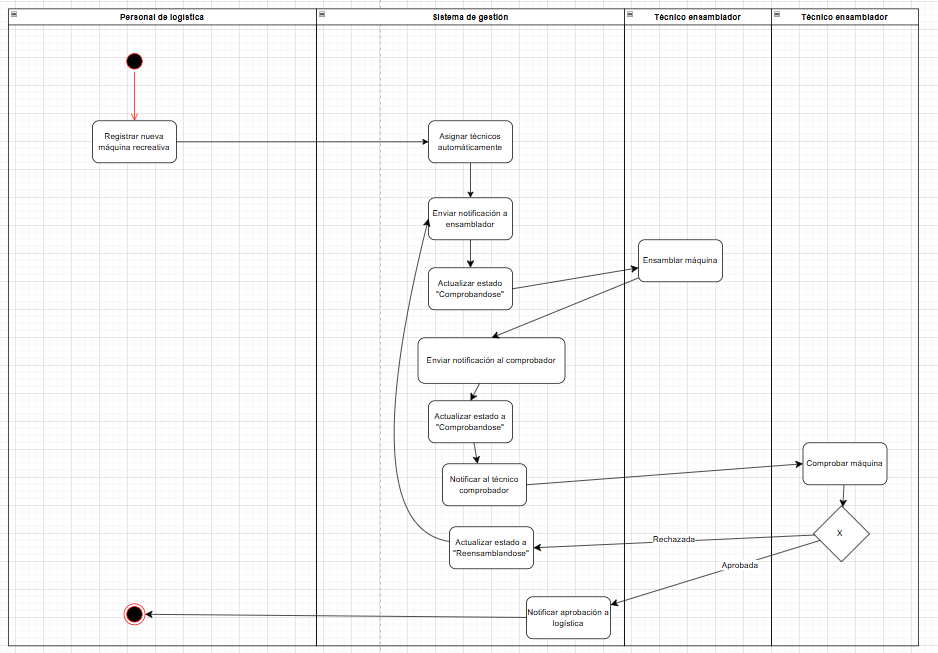 Personal de logística
Sistema de gestión
Técnico ensamblador
Técnico ensamblador
Registrar nueva
máquina recreativa
Asignar técnicos
automáticamente
Enviar notificación a
ensamblador
Ensamblar máquina
Actualizar estado
"Comprobandose"
Enviar notificación al comprobador
Actualizar estado a
"Comprobandose"
Notificar al técnico
comprobador
Comprobar máquina
X
Rechazada
Actualizar estado a
"Reensamblandose"
Aprobada
Notificar aprobación a
logística